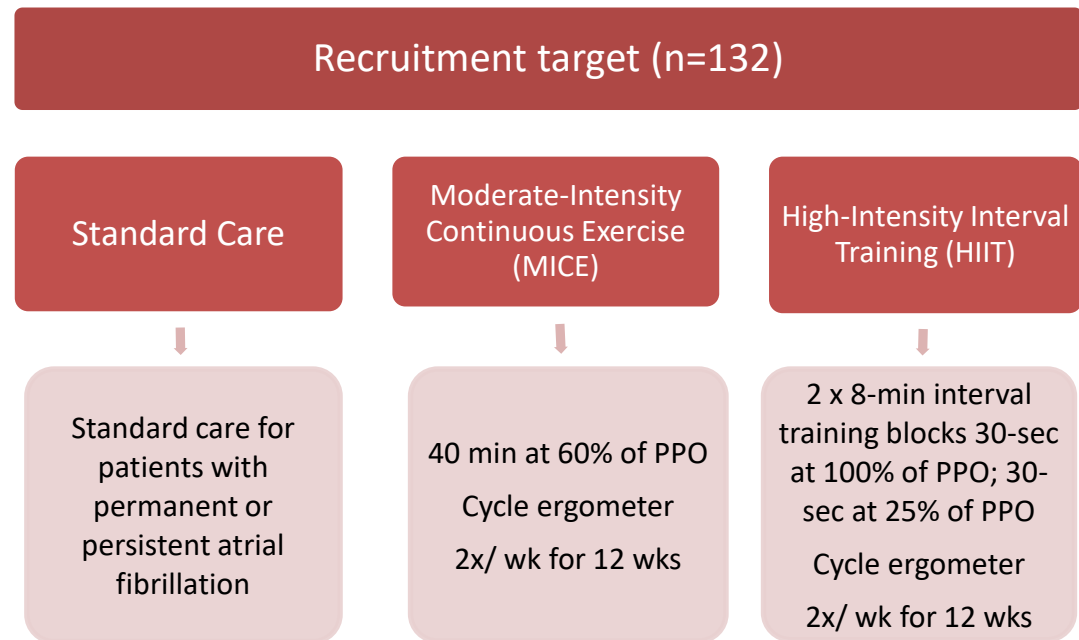 Recruitment target (n=132)
Standard Care
Moderate-Intensity
Continuous Exercise
(MICE)
High-Intensity Interval
Training (HIIT)
Standard care for
patients with
permanent or
persistent atrial
fibrillation
40 min at 60% of PPO
Cycle ergometer
2x/ wk for 12 wks
2 x 8-min interval
training blocks 30-sec
at 100% of PPO; 30-
sec at 25% of PPO
Cycle ergometer
2x/ wk for 12 wks